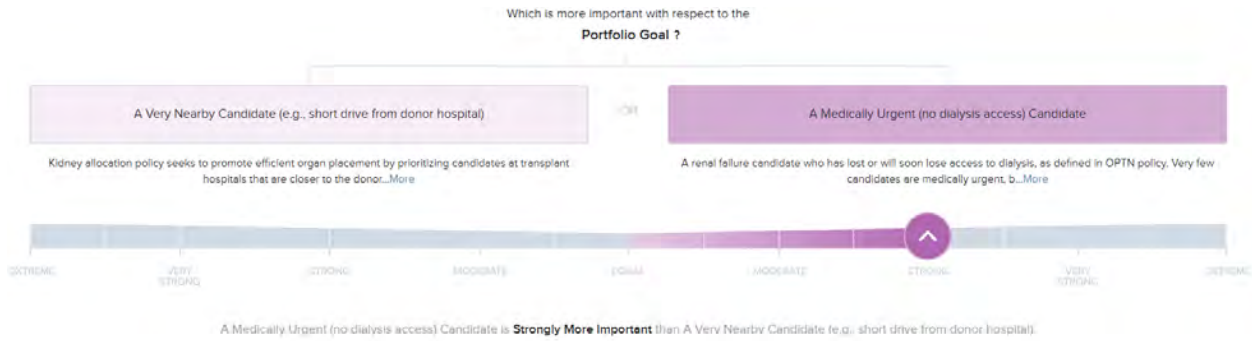 Which is more important with respect to the
Portfolio Goal ?
A Very Nearby Candidate (e.g., short drive from donor hospital)
OR
A Medically Urgent (no dialysis access) Candidate
Kidney allocation policy seeks to promote efficient organ placement by prioritizing candidates at transplant
hospitals that are closer to the donor...More
A renal failure candidate who has lost or will soon lose access to dialysis, as defined in OPTN policy. Very few
candidates are medically urgent, b...More
EXTREME
VERY
STRONG
STRONG
MODERATE
EQUAL
MODERATE
STRONG
VERY
STRONG
EXTREME
A Medically Urgent (no dialysis access) Candidate is Strongly More Important than A Very Nearby Candidate (e.g., short drive from donor hospital).